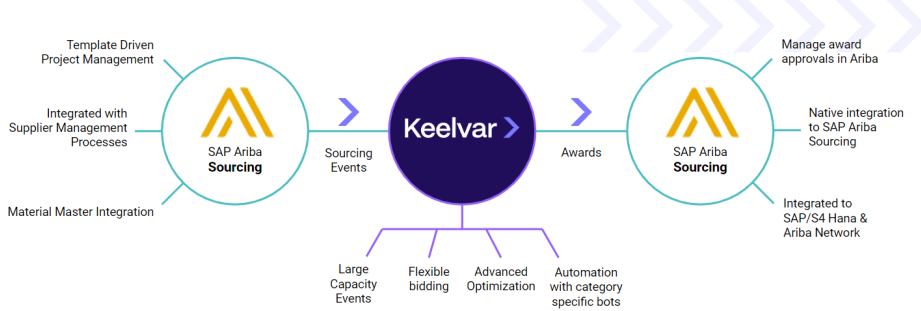 Template Driven
Project Management
Integrated with
Supplier Management
Processes
Material Master Integration
SAP Ariba
Sourcing
Sourcing
Events
Keelvar
Large
Capacity
Events
Flexible
bidding
Advanced
Optimization
Automation
with category
specific bots
Awards
SAP Ariba
Sourcing
Manage award
approvals in Ariba
Native integration
to SAP Ariba
Sourcing
Integrated to
SAP/S4 Hana &
Ariba Network